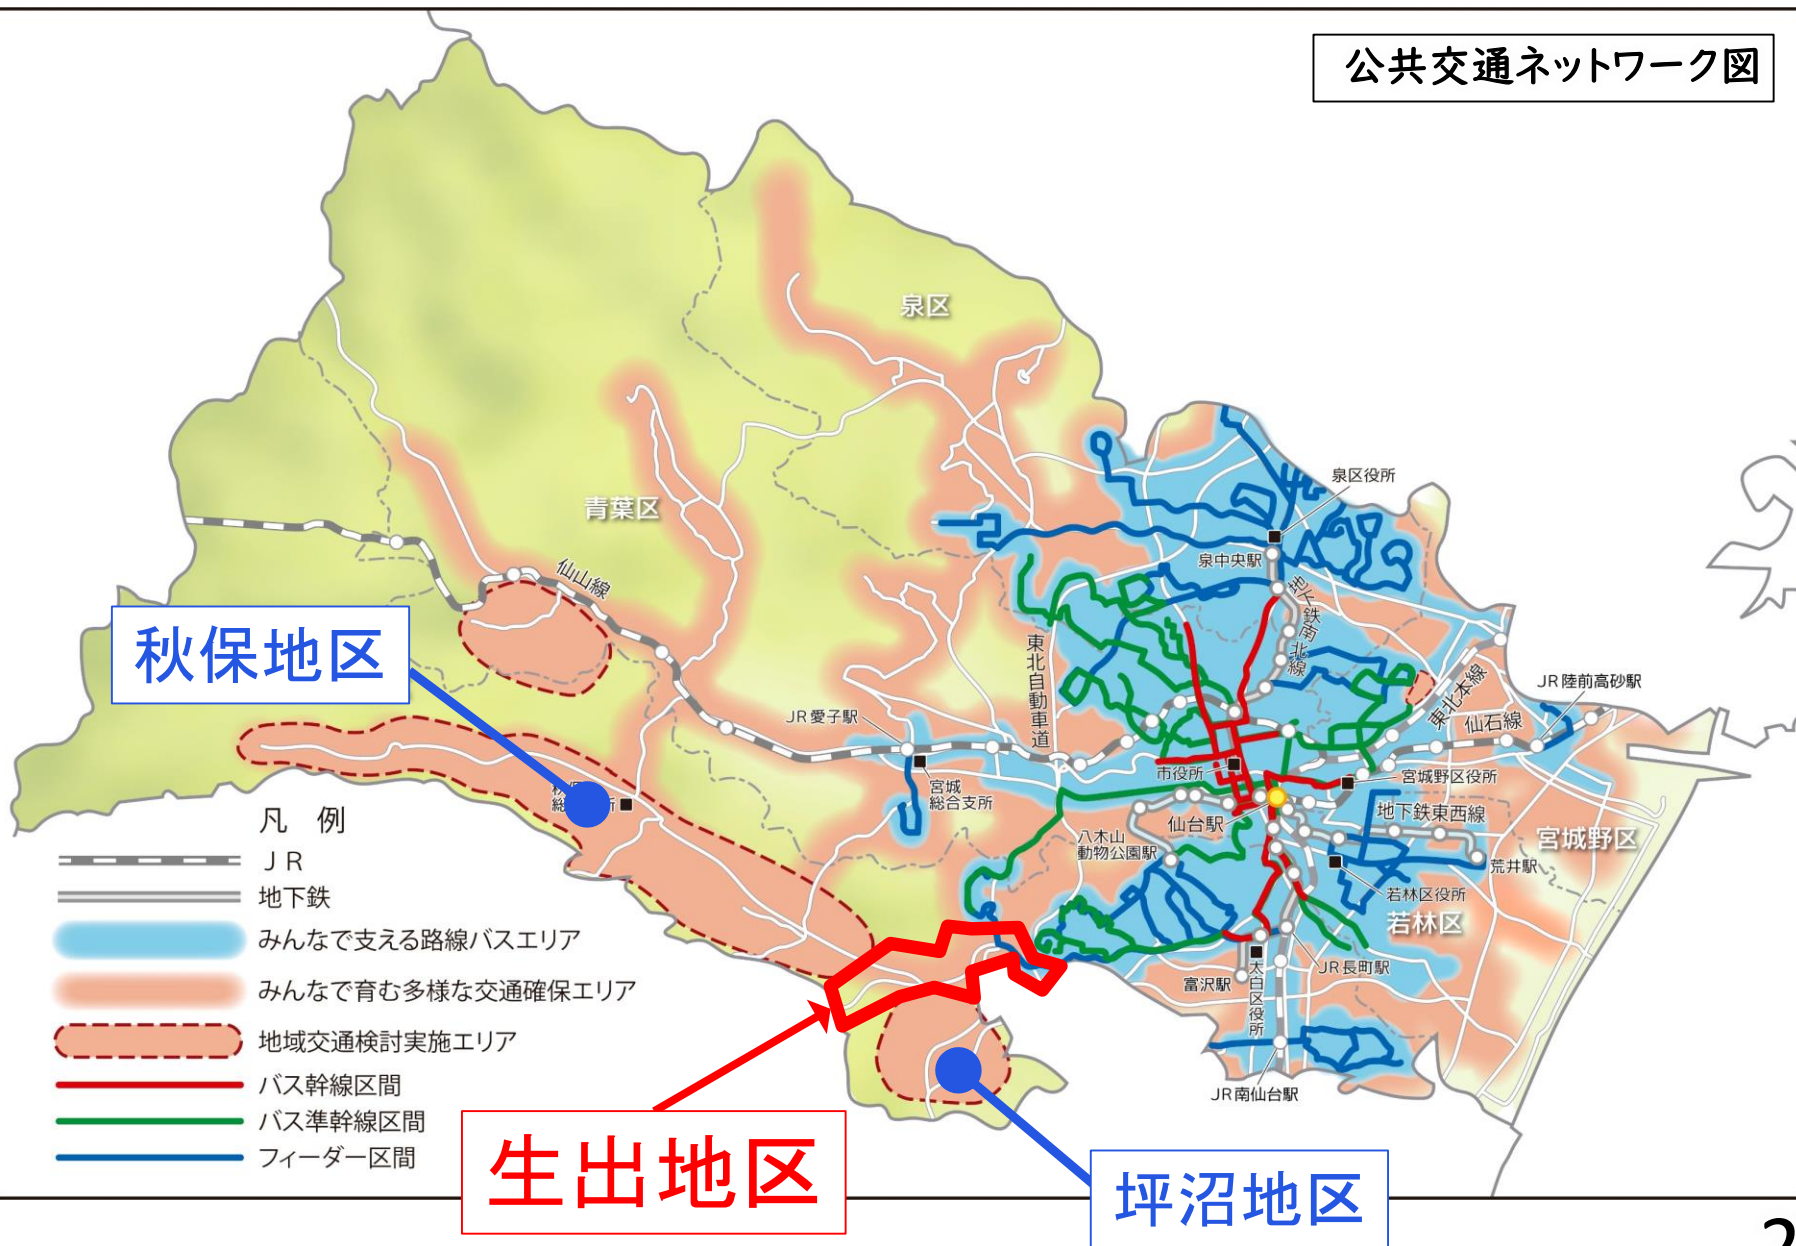 公共交通ネットワーク図
泉区
泉区役所
青葉区
泉中央駅
仙山線
地下鉄南北線
秋保地区
東北自動車道
東北本線
JR陸前高砂駅
JR愛子駅
仙石線
市役所
宮城野区役所
宮城
総合支所
仙台駅
地下鉄東西線
宮城野区
八木山
動物公園駅
荒井駅
若林区役所
若林区
JR長町駅
富沢駅
太白区役所
JR南仙台駅
凡 例
JR
地下鉄
みんなで支える路線バスエリア
みんなで育む多様な交通確保エリア
地域交通検討実施エリア
バス幹線区間
バス準幹線区間
フィーダー区間
生出地区
坪沼地区
2